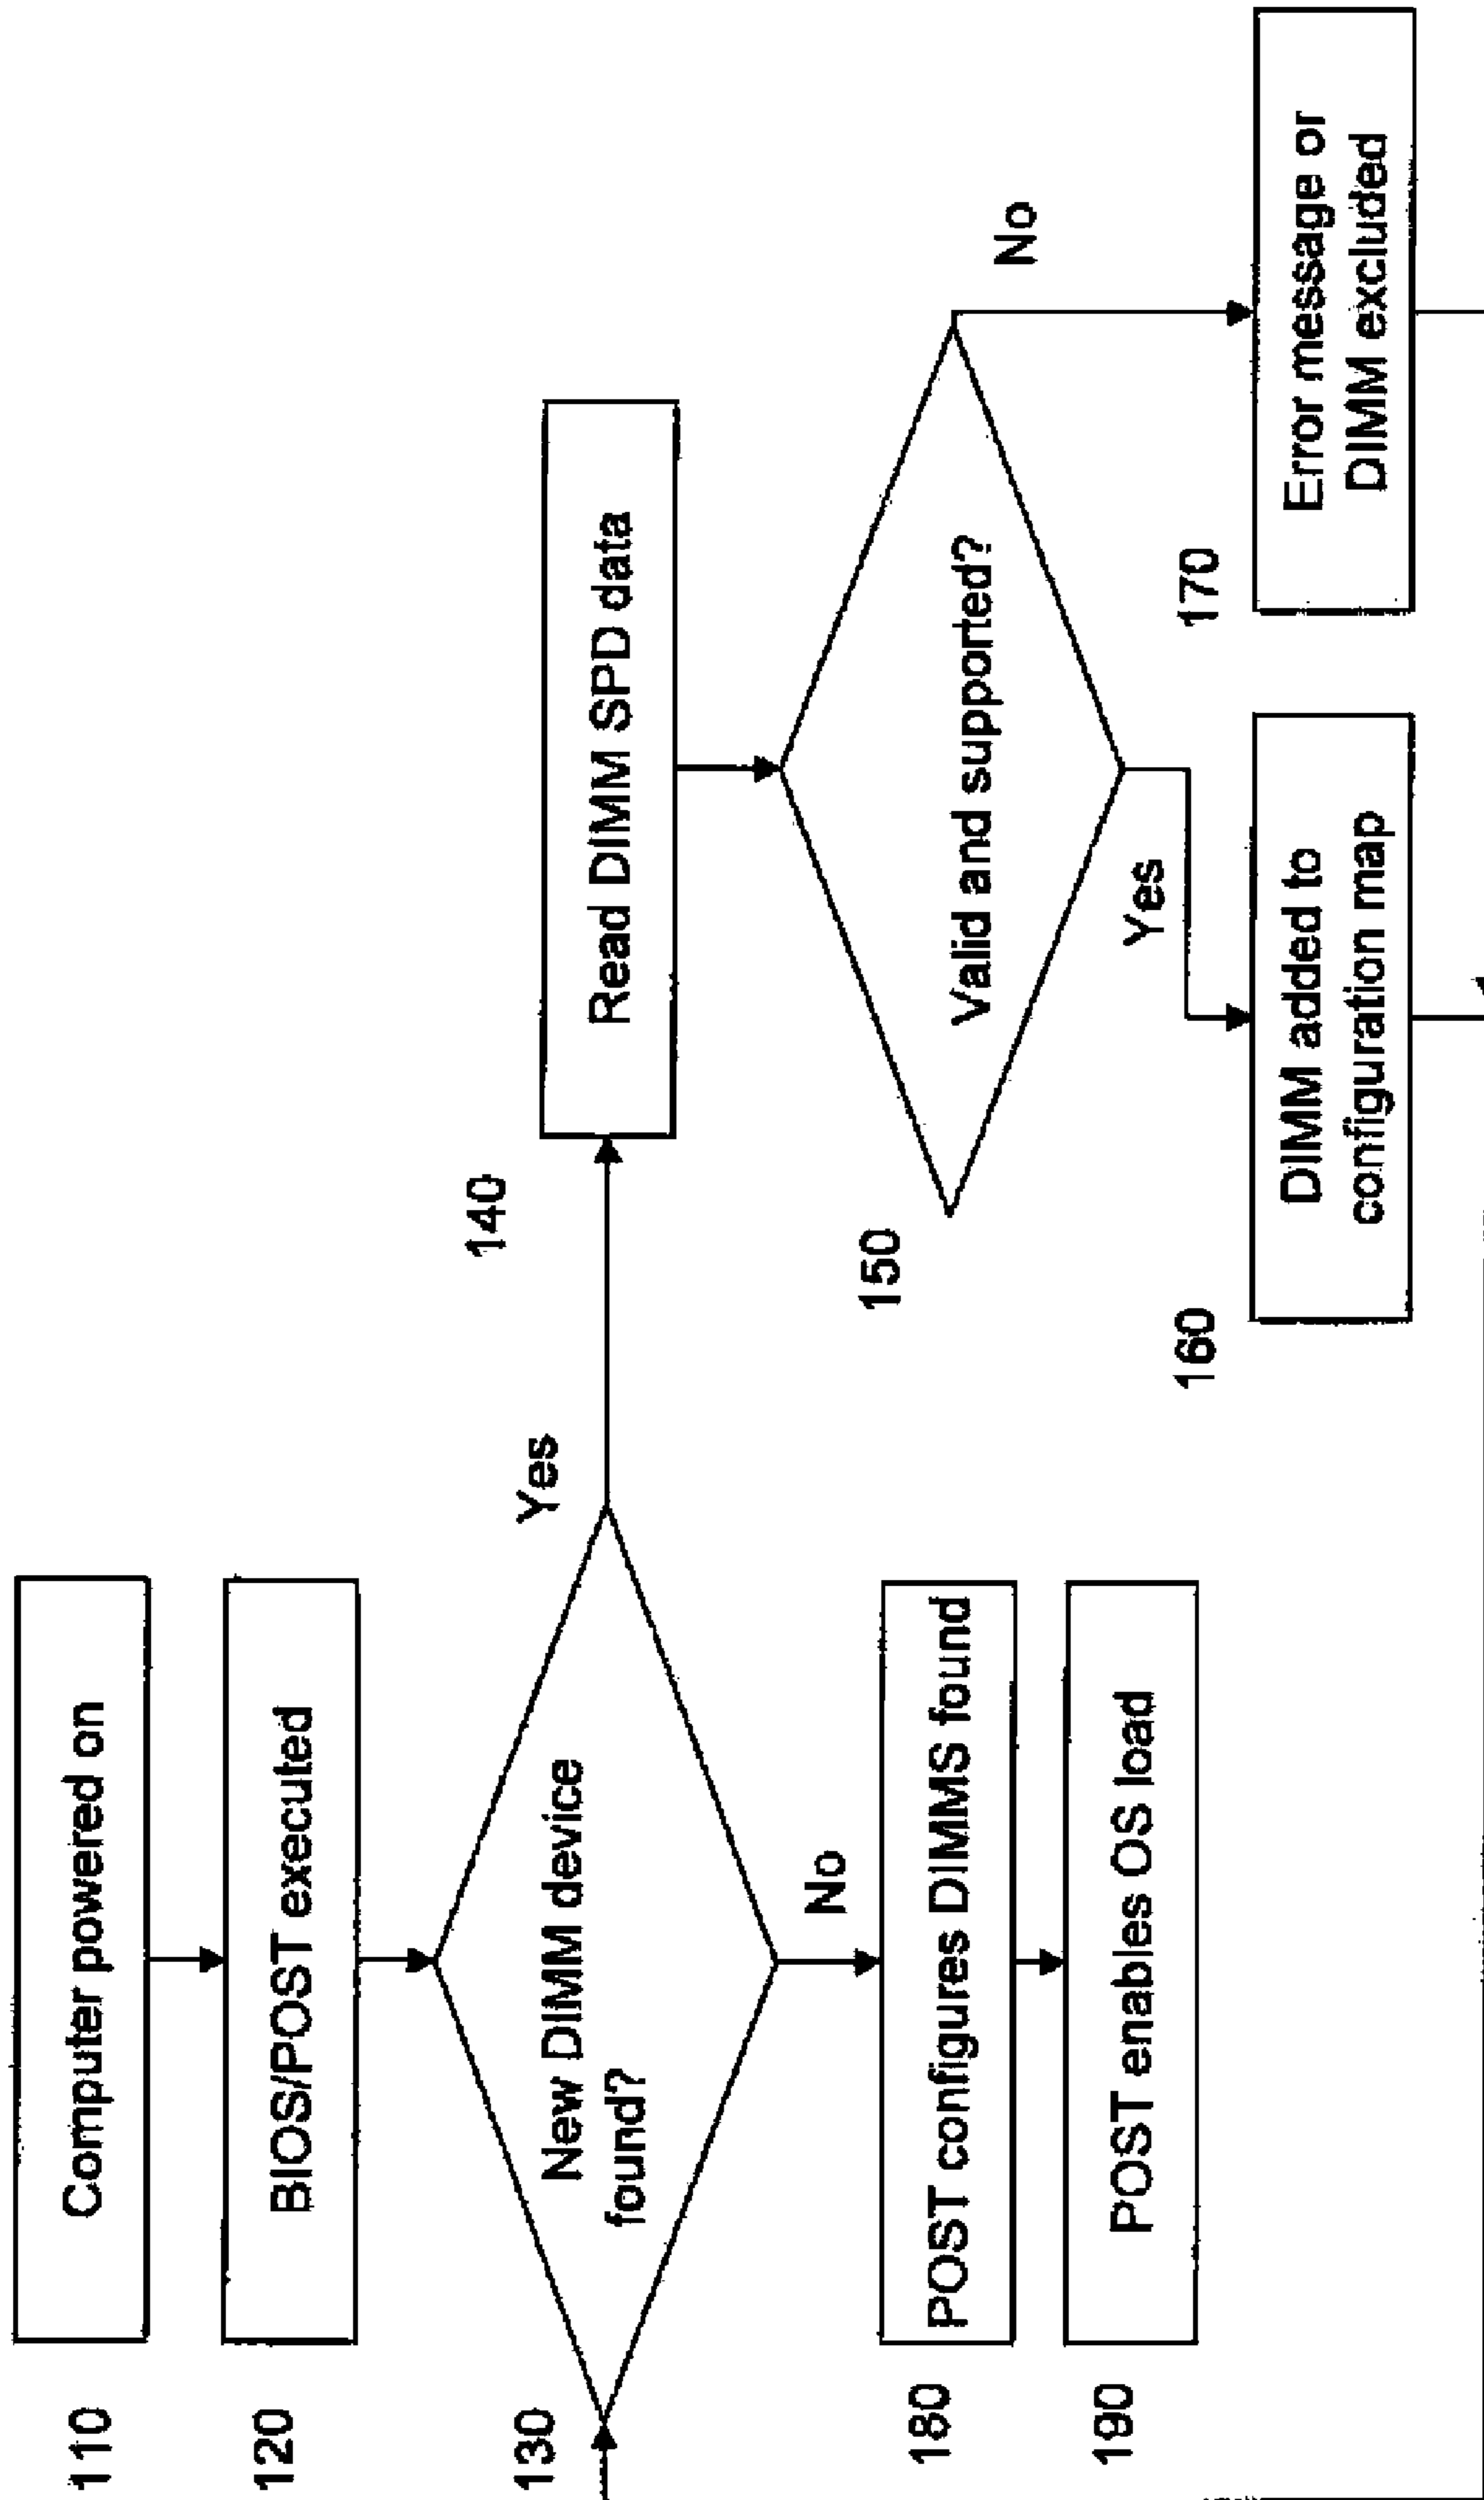 110
Computer powered on
120
BIOS/POST executed
130
New DIMM device
found?
Yes
No
140
Read DIMM SPD data
150
Valid and supported?
Yes
No
160
DIMM added to
configuration map
170
Error message or
DIMM excluded
180
POST configures DIMMS found
190
POST enables OS load